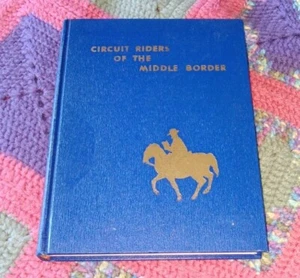 CIRCUIT RIDERS
OF THE
MIDDLE BORDER